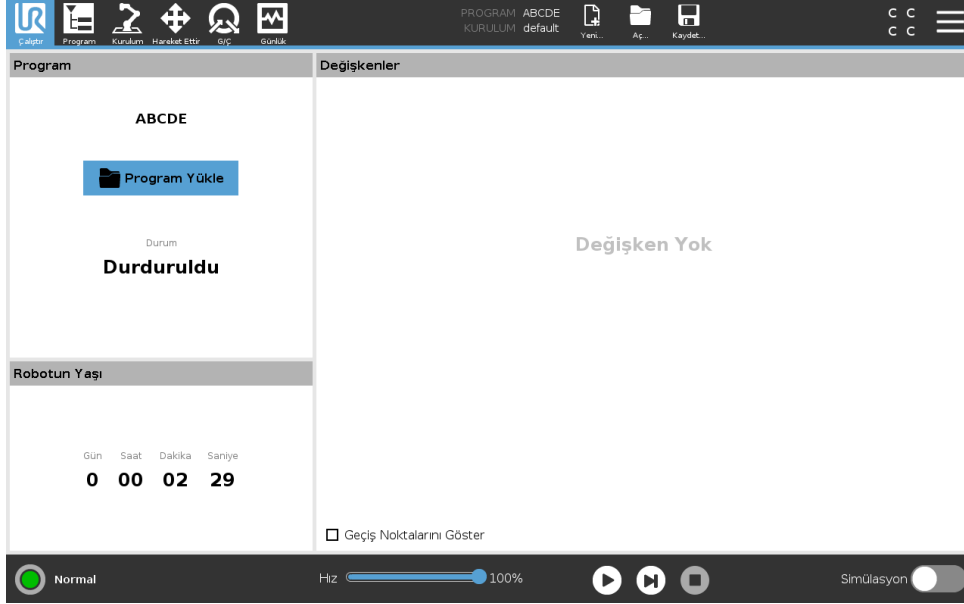 UR
Çalıştır
Program
Kurulum
Hareket Ettir
G/Ç
Günlük
PROGRAM ABCDE
KURULUM default
Yeni...
Aç...
Kaydet...
C C
C C
Program
ABCDE
Program Yükle
Durum
Durduruldu
Değişkenler
Değişken Yok
Robotun Yaşı
Gün Saat Dakika Saniye
0 00 02 29
Geçiş Noktalarını Göster
Normal
Hız 100%
Simülasyon